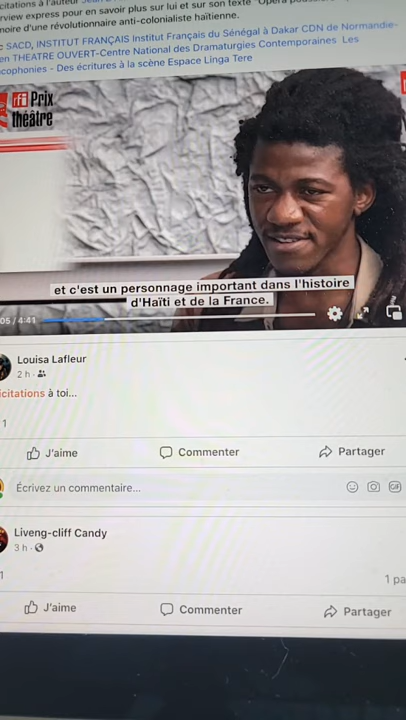 citations à l'auteur
rview express pour en savoir plus sur lui et sur son texte "Opéra
moire d'une révolutionnaire anti-colonialiste haïtienne.
: SACD, INSTITUT FRANÇAIS Institut Français du Sénégal à Dakar CDN de Normandie-
en THEATRE OUVERT-Centre National des Dramaturgies Contemporaines Les
cophonies - Des écritures à la scène Espace Linga Tere
rfi Prix
théâtre
et c'est un personnage important dans l'histoire
d'Haïti et de la France.
05 / 4:41
Louisa Lafleur
2 h
icitations à toi...
1
J'aime Commenter Partager
Écrivez un commentaire...
GIF
Liveng-cliff Candy
3 h
1
1 pa
J'aime Commenter Partager